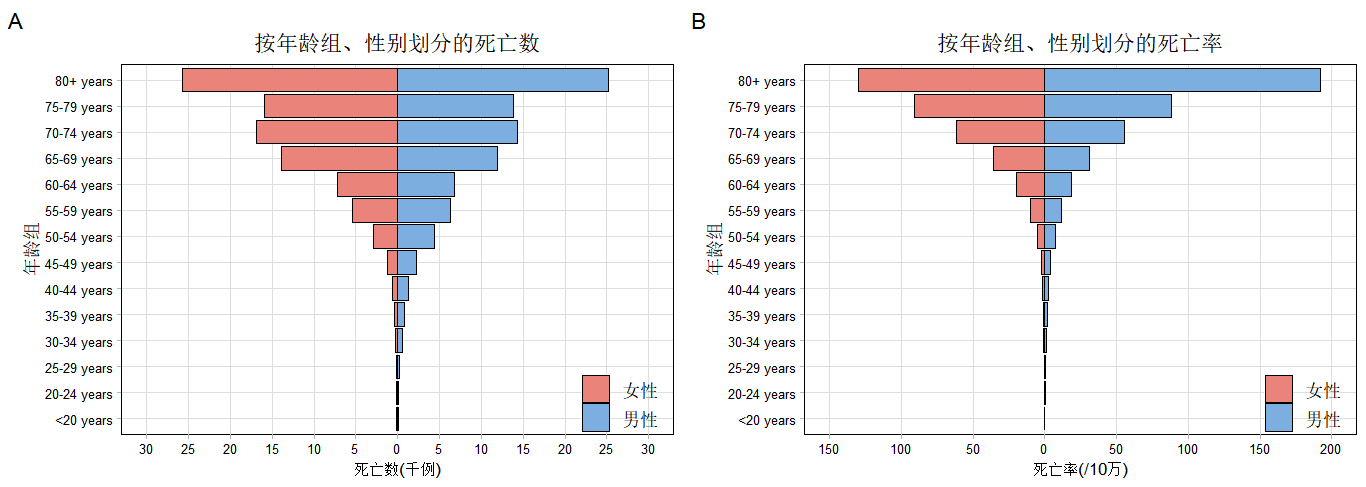 A
按年龄组、性别划分的死亡数
年龄组
80+ years
75-79 years
70-74 years
65-69 years
60-64 years
55-59 years
50-54 years
45-49 years
40-44 years
35-39 years
30-34 years
25-29 years
20-24 years
<20 years
女性
男性
30 25 20 15 10 5 0 5 10 15 20 25 30
死亡数(千例)
B
按年龄组、性别划分的死亡率
年龄组
80+ years
75-79 years
70-74 years
65-69 years
60-64 years
55-59 years
50-54 years
45-49 years
40-44 years
35-39 years
30-34 years
25-29 years
20-24 years
<20 years
女性
男性
150 100 50 0 50 100 150 200
死亡率(/10万)